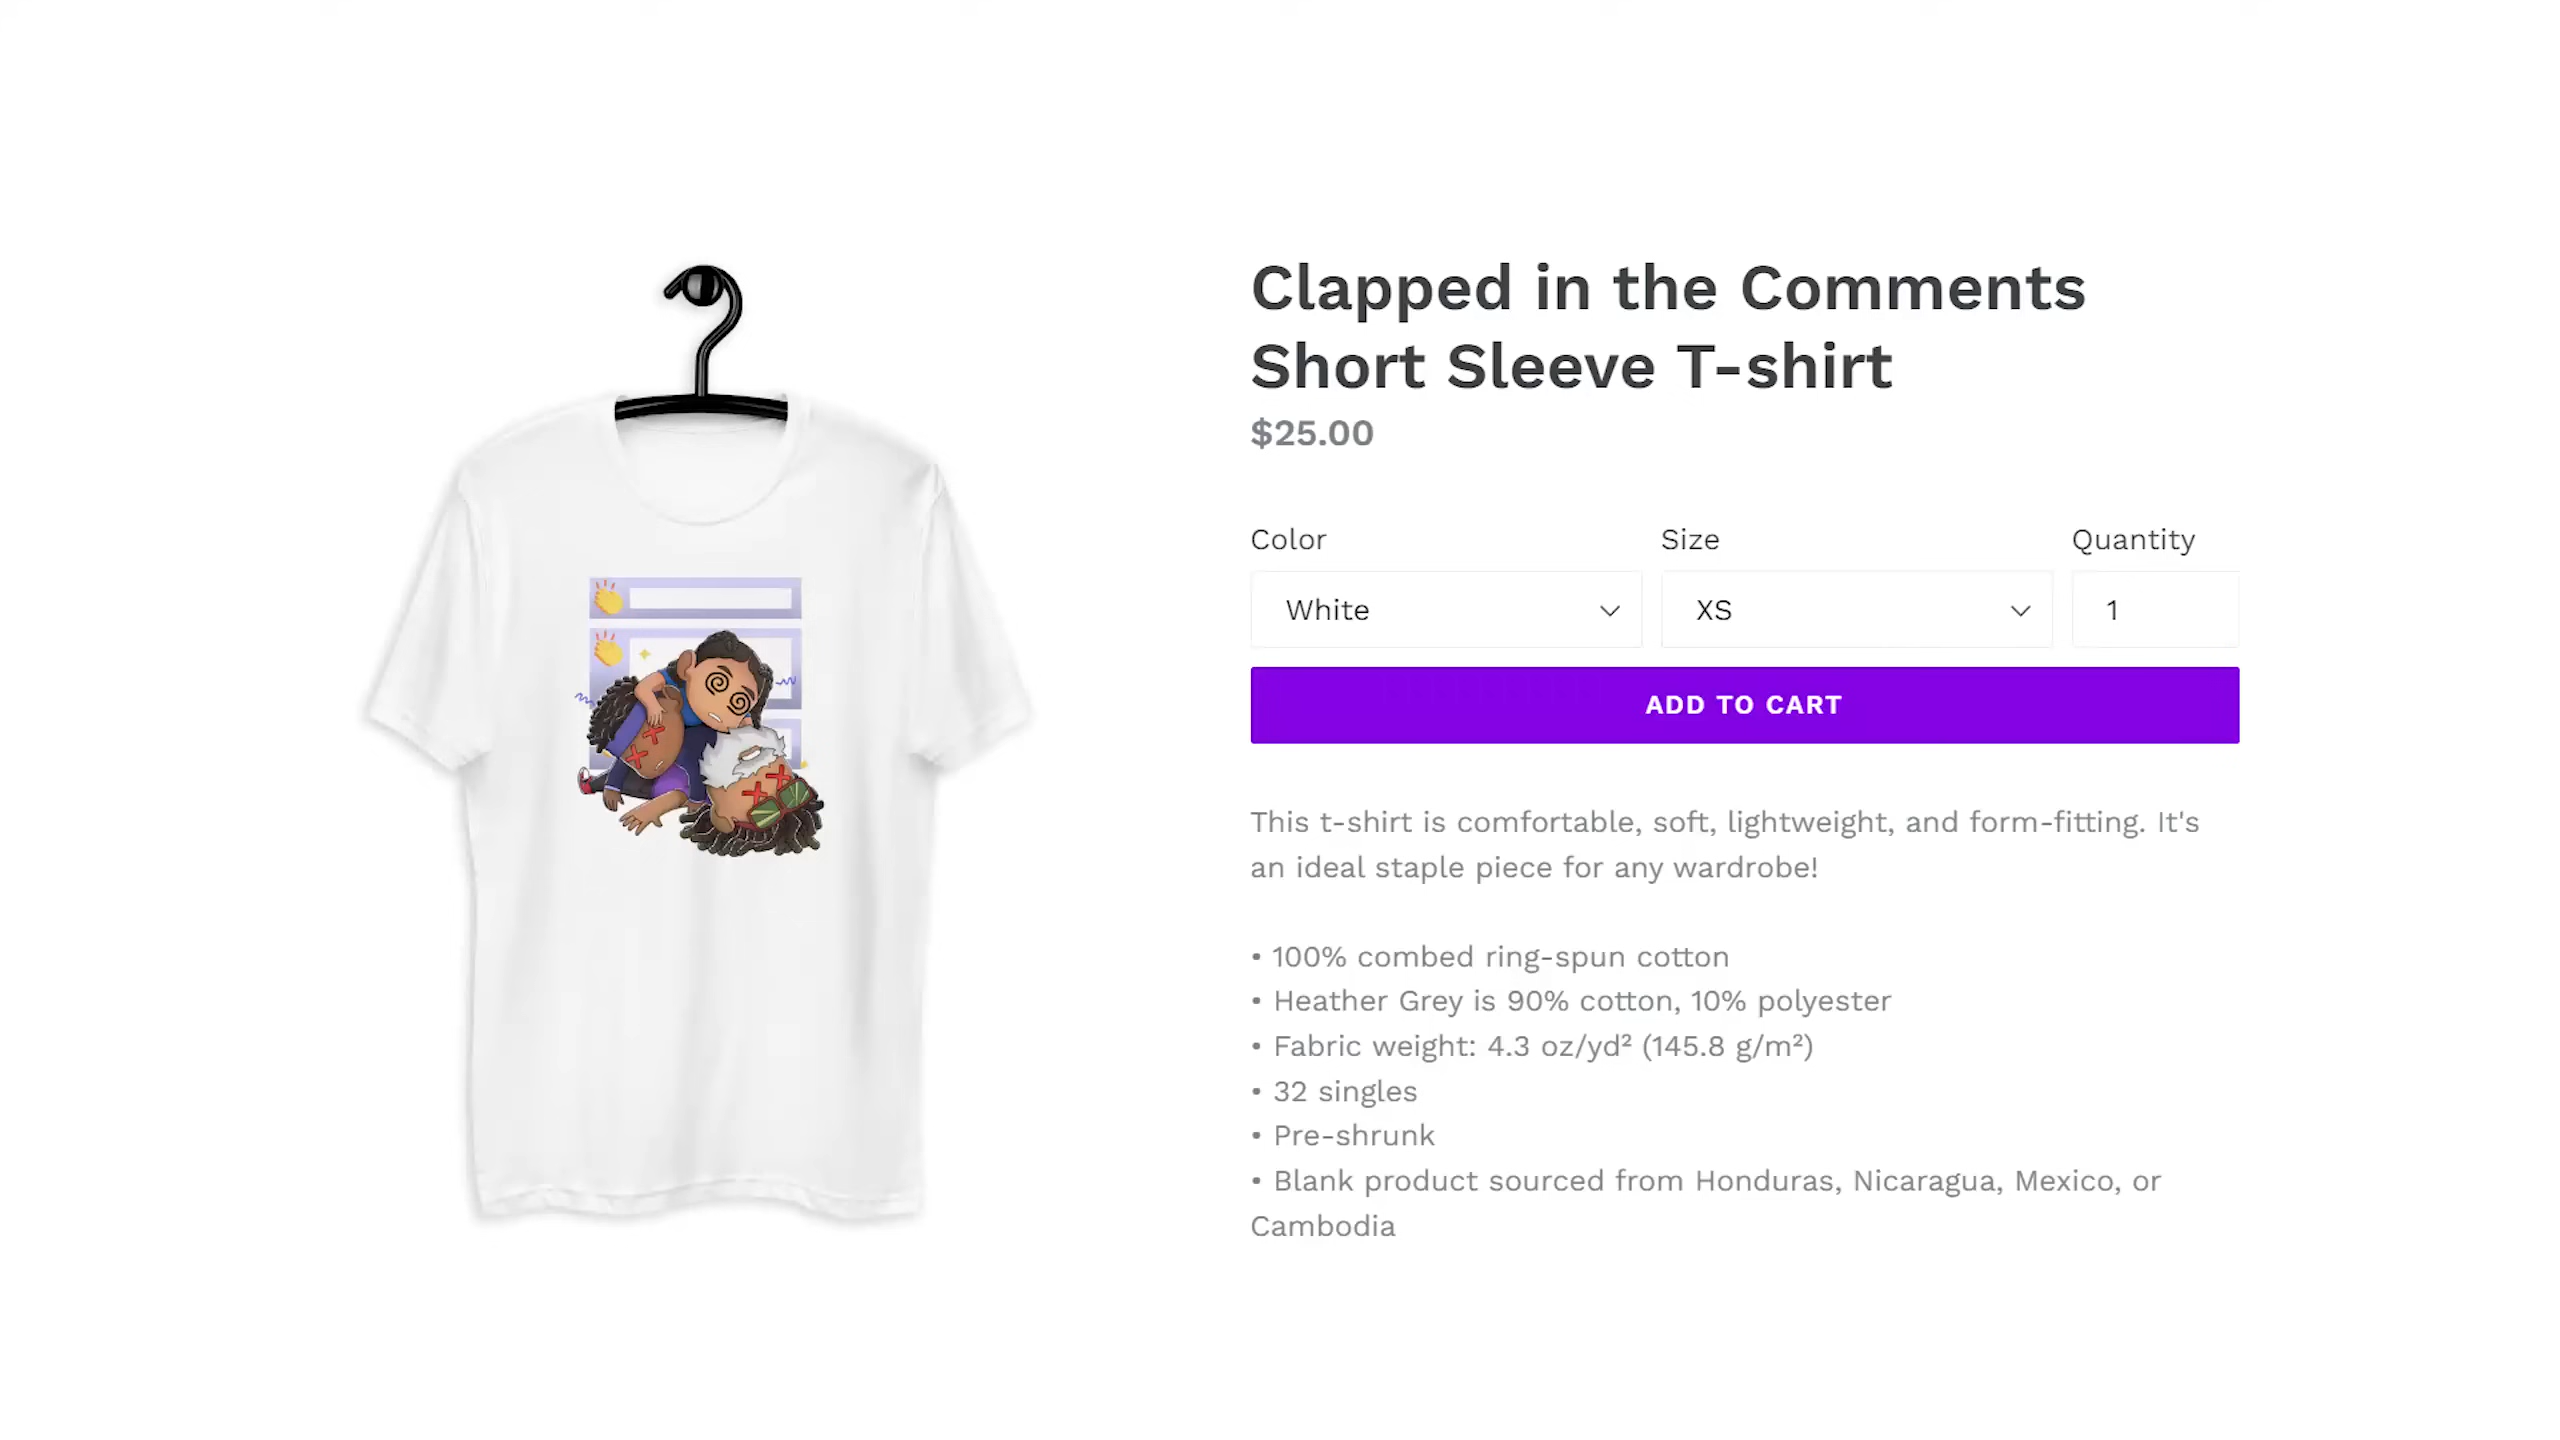 Clapped in the Comments
Short Sleeve T-shirt
$25.00
Color
Size
Quantity
White
XS
1
ADD TO CART
This t-shirt is comfortable, soft, lightweight, and form-fitting. It's
an ideal staple piece for any wardrobe!
• 100% combed ring-spun cotton
• Heather Grey is 90% cotton, 10% polyester
• Fabric weight: 4.3 oz/yd² (145.8 g/m²)
• 32 singles
• Pre-shrunk
• Blank product sourced from Honduras, Nicaragua, Mexico, or
Cambodia